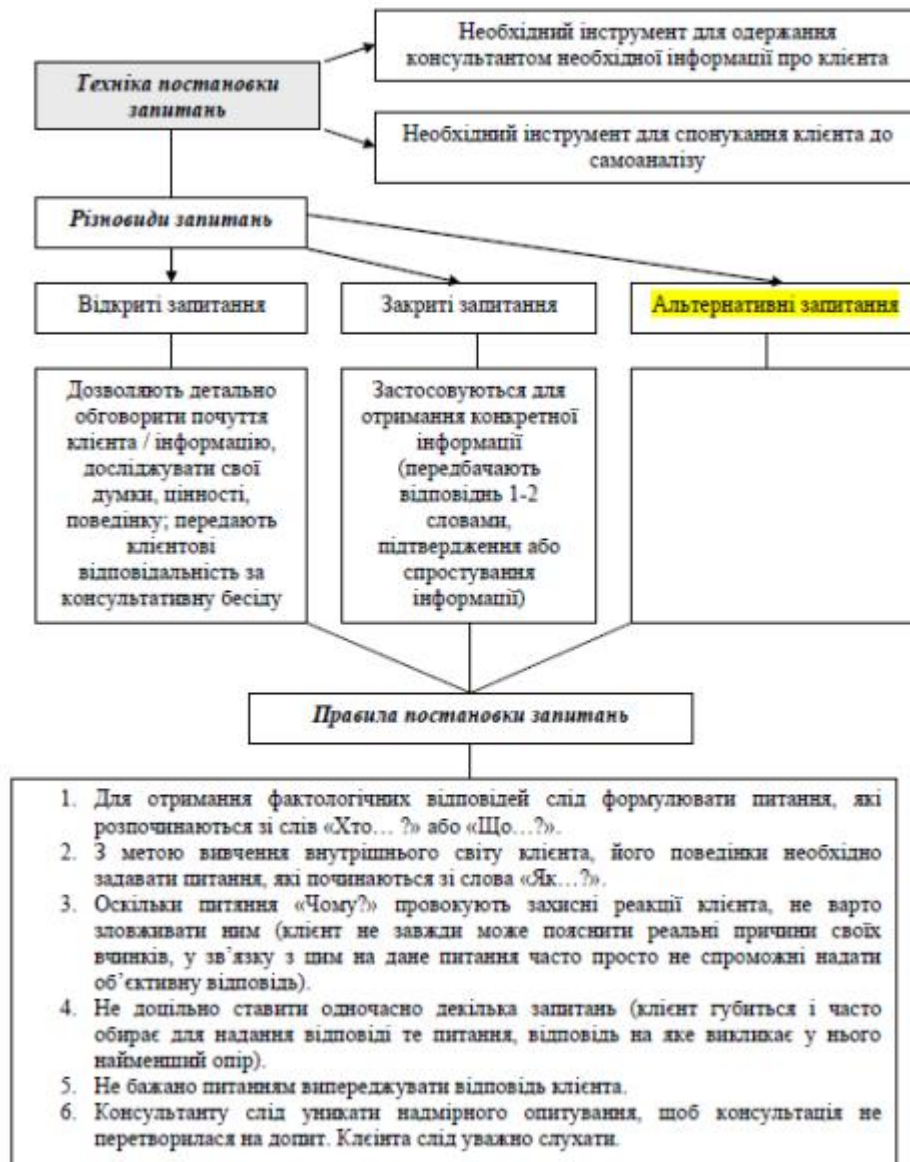 Необхідний інструмент для одержання
консультантом необхідної інформації про клієнта
Техніка постановки
запитань
Необхідний інструмент для спонукання клієнта до
самоаналізу
Різновиди запитань
Відкриті запитання
Закриті запитання
Альтернативні запитання
Дозволяють детально
обговорити почуття
клієнта / інформацію,
досліджувати свої
думки, цінності,
поведінку; передають
клієнтові
відповідальність за
консультативну бесіду
Застосовуються для
отримання конкретної
інформації
(передбачають
відповіднь 1-2
словами,
підтвердження або
спростування
інформації)
Правила постановки запитань
1. Для отримання фактологічних відповідей слід формулювати питання, які
розпочинаються зі слів «Хто… ?» або «Що…?».
2. З метою вивчення внутрішнього світу клієнта, його поведінки необхідно
задавати питання, які починаються зі слова «Як…?».
3. Оскільки питяння «Чому?» провокують захисні реакції клієнта, не варто
зловживати ним (клієнт не завжди може пояснити реальні причини своїх
вчинків, у зв’язку з цим на дане питання часто просто не спроможні надати
об’єктивну відповідь).
4. Не доцільно ставити одночасно декілька запитань (клієнт губиться і часто
обирає для надання відповіді те питання, відповідь на яке викликає у нього
найменший опір).
5. Не бажано питанням випереджувати відповідь клієнта.
6. Консультанту слід уникати надмірного опитування, щоб консультація не
перетворилася на допит. Клєінта слід уважно слухати.